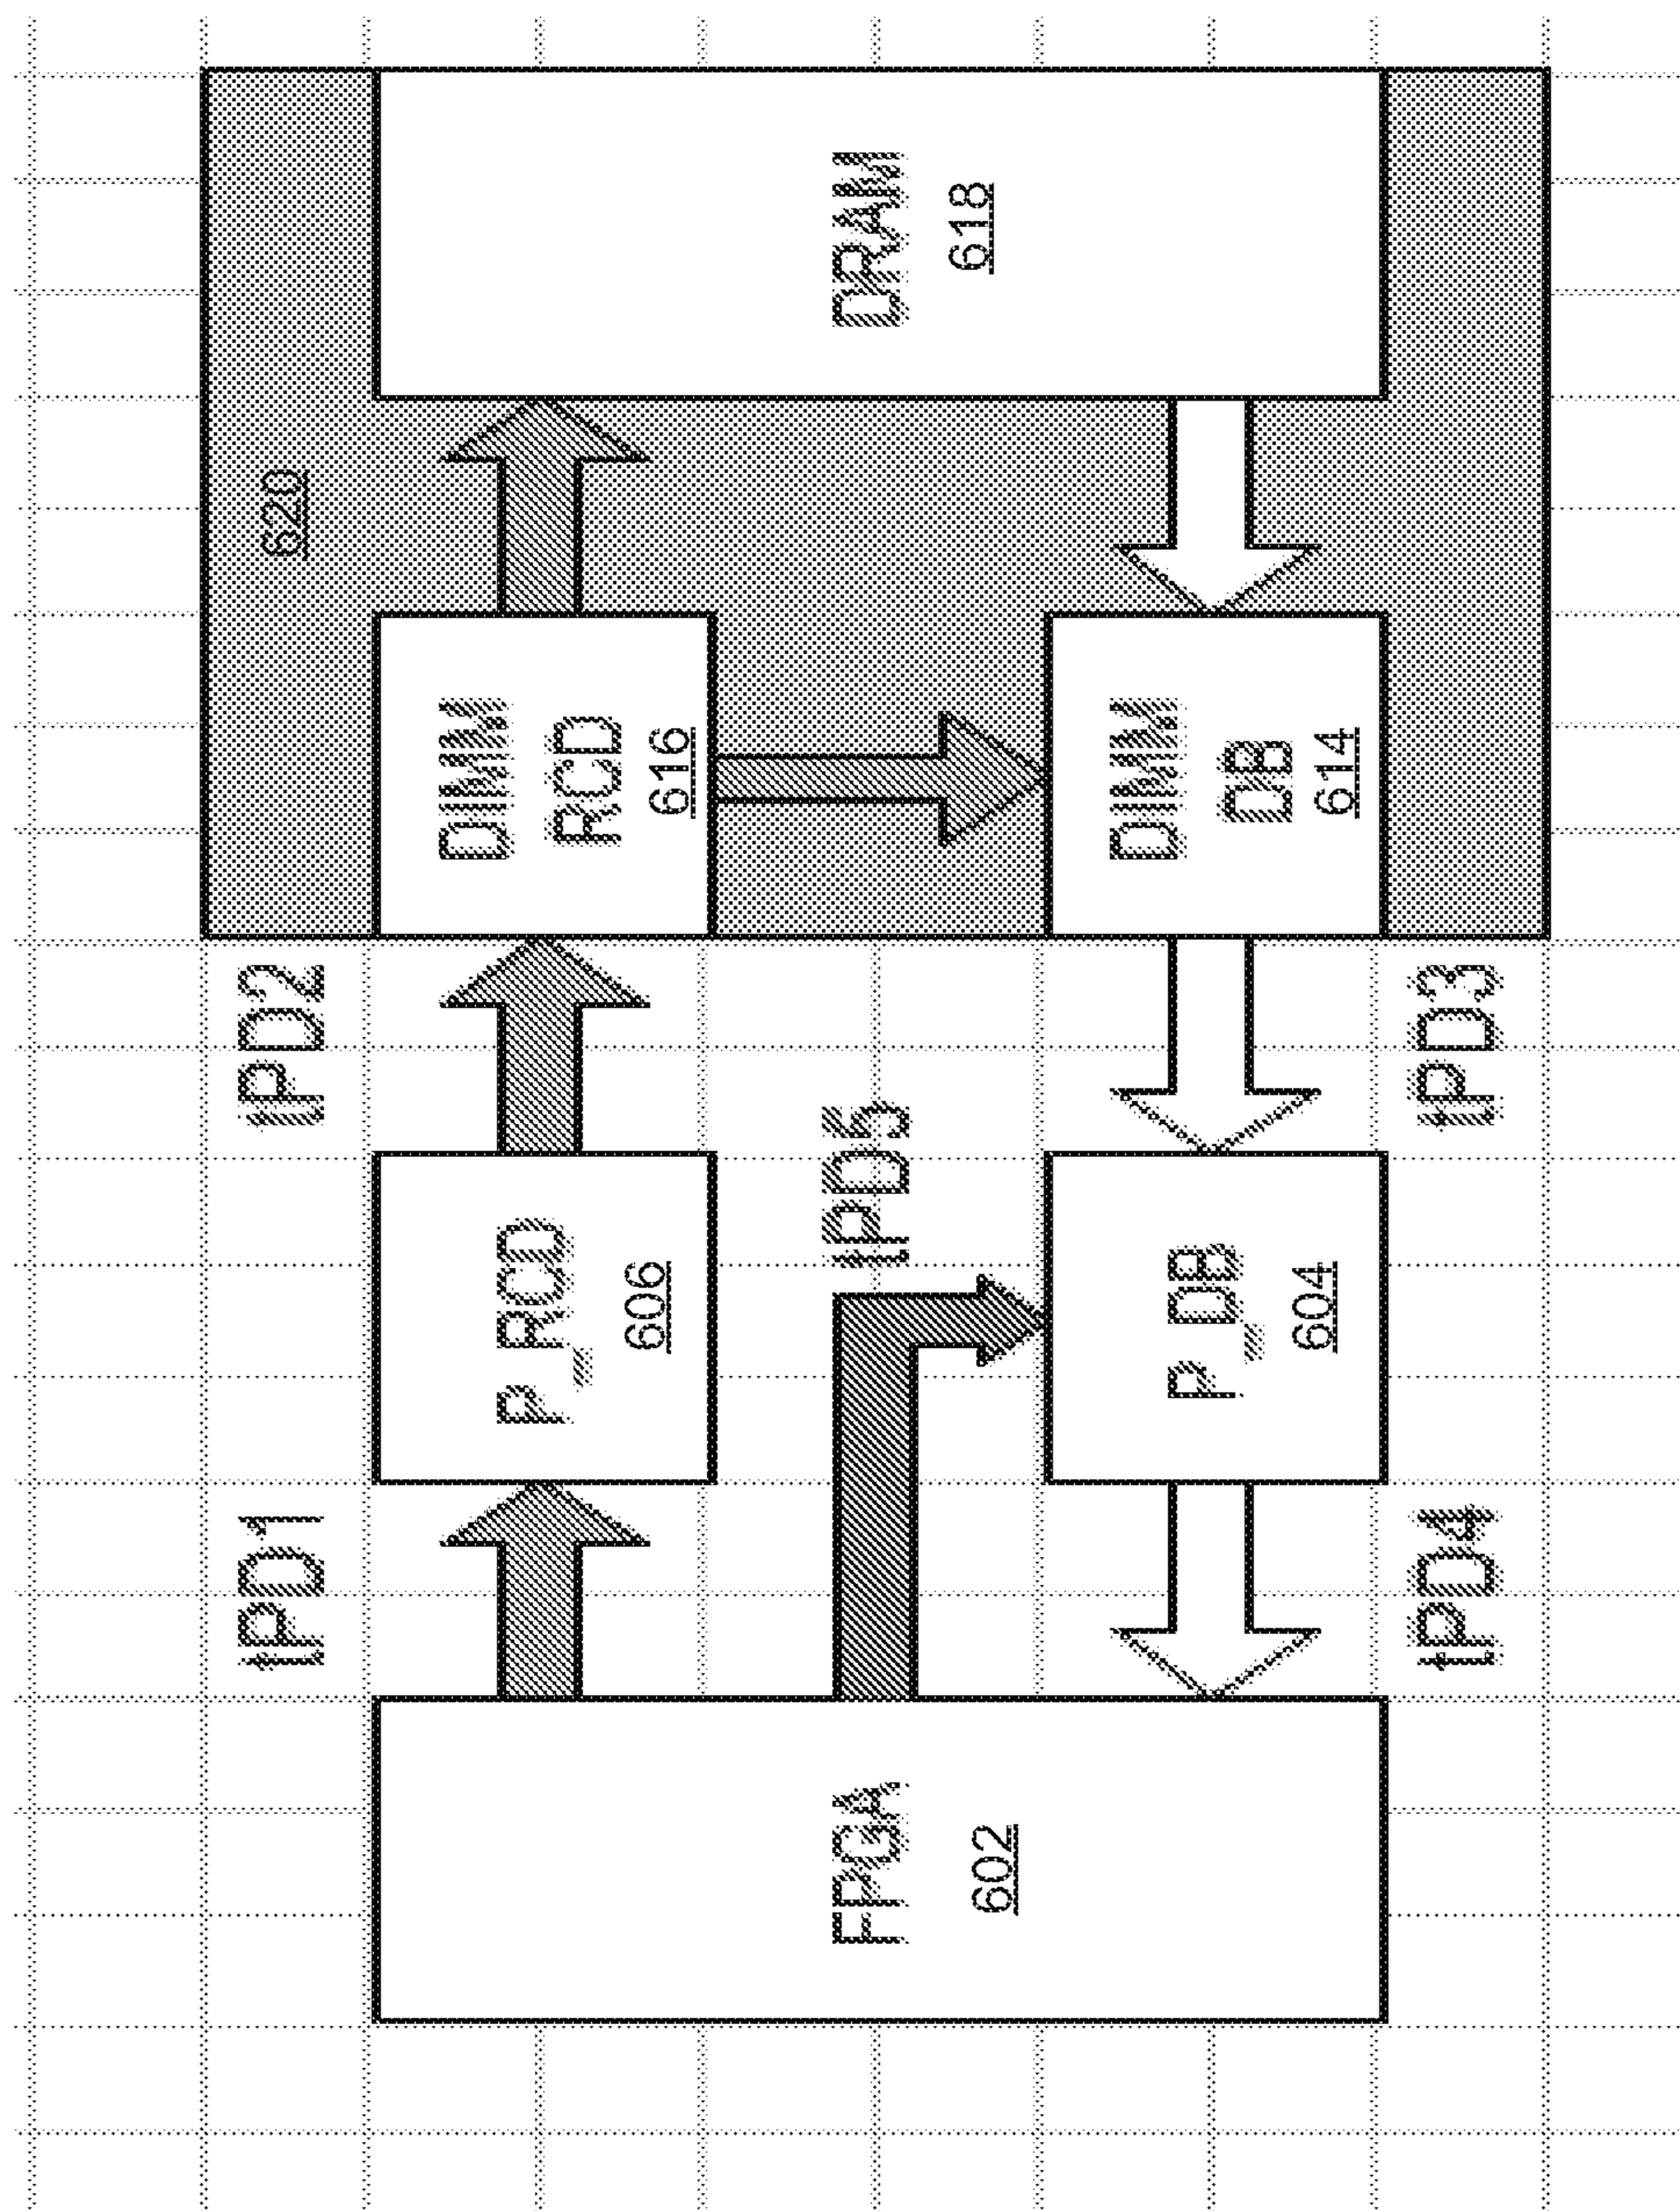 tPD1
tPD2
620
P_RCD
606
DIMM
RCD
616
FPGA
602
tPD5
DRAM
618
P_DB
604
DIMM
DB
614
tPD4
tPD3